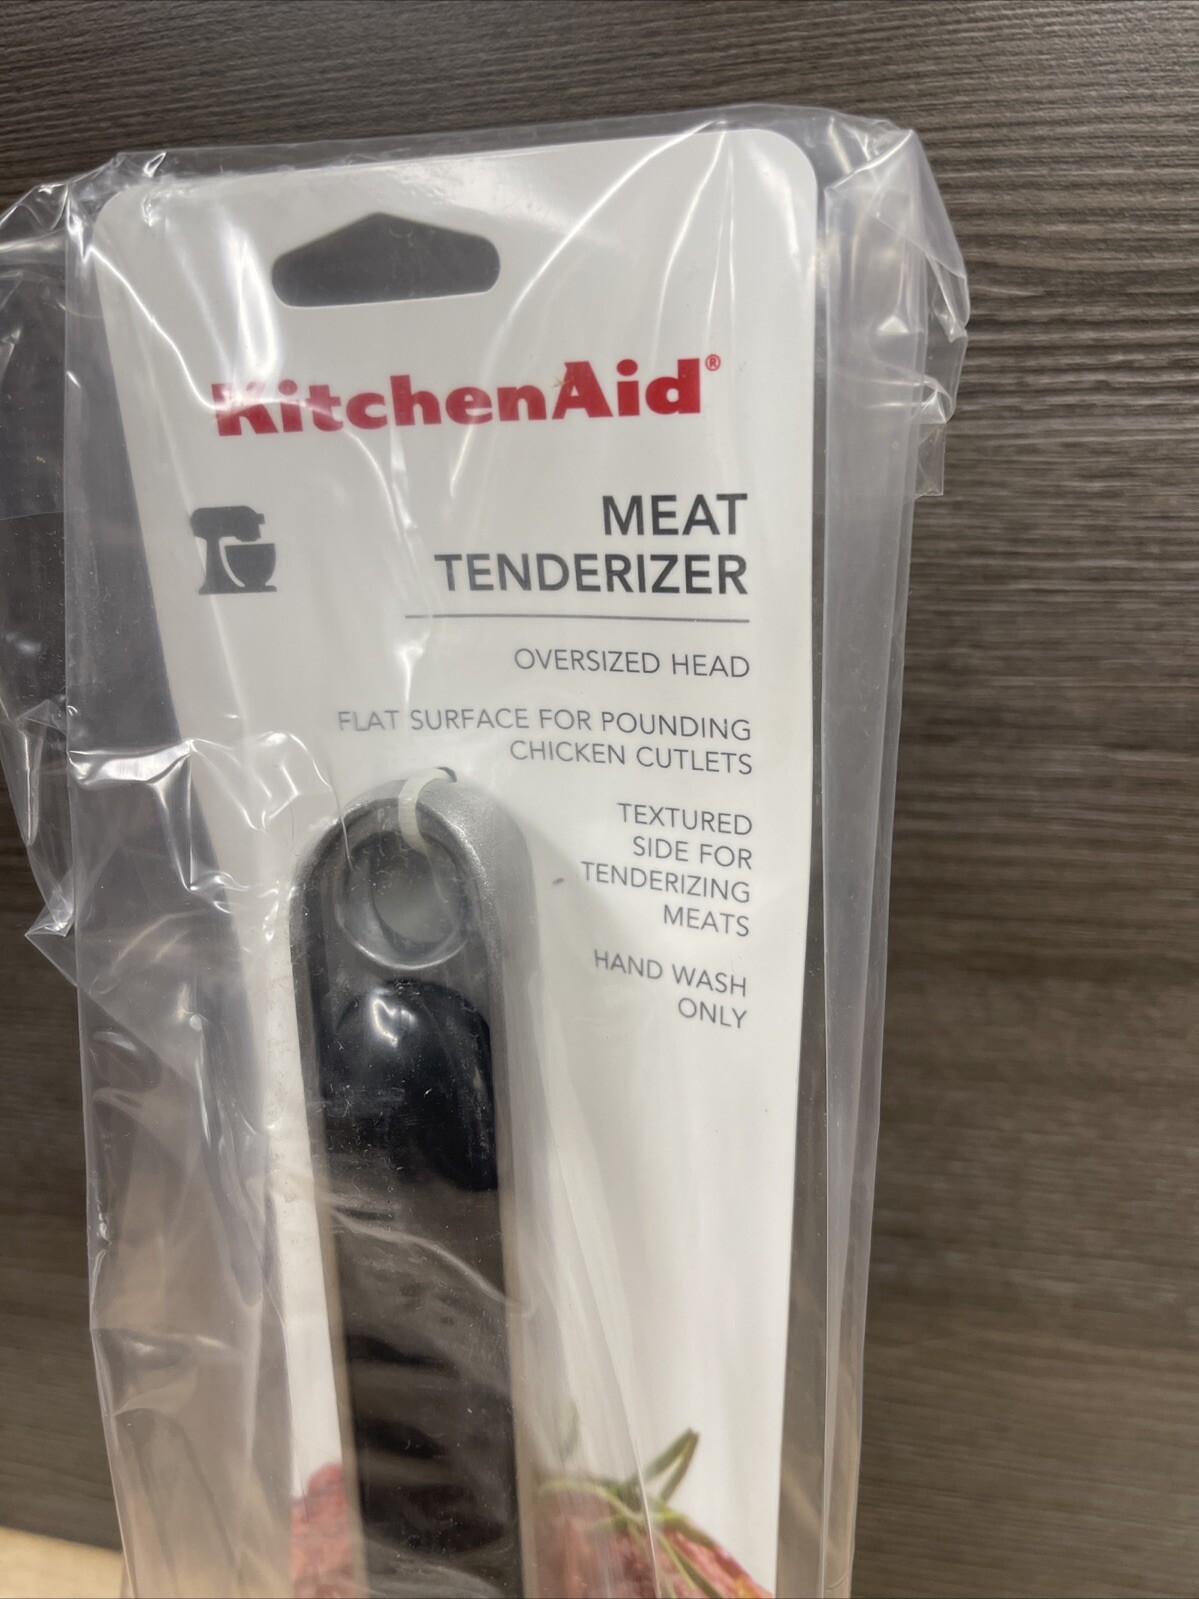 KitchenAid®
MEAT
TENDERIZER
OVERSIZED HEAD
FLAT SURFACE FOR POUNDING
CHICKEN CUTLETS
TEXTURED
SIDE FOR
TENDERIZING
MEATS
HAND WASH
ONLY